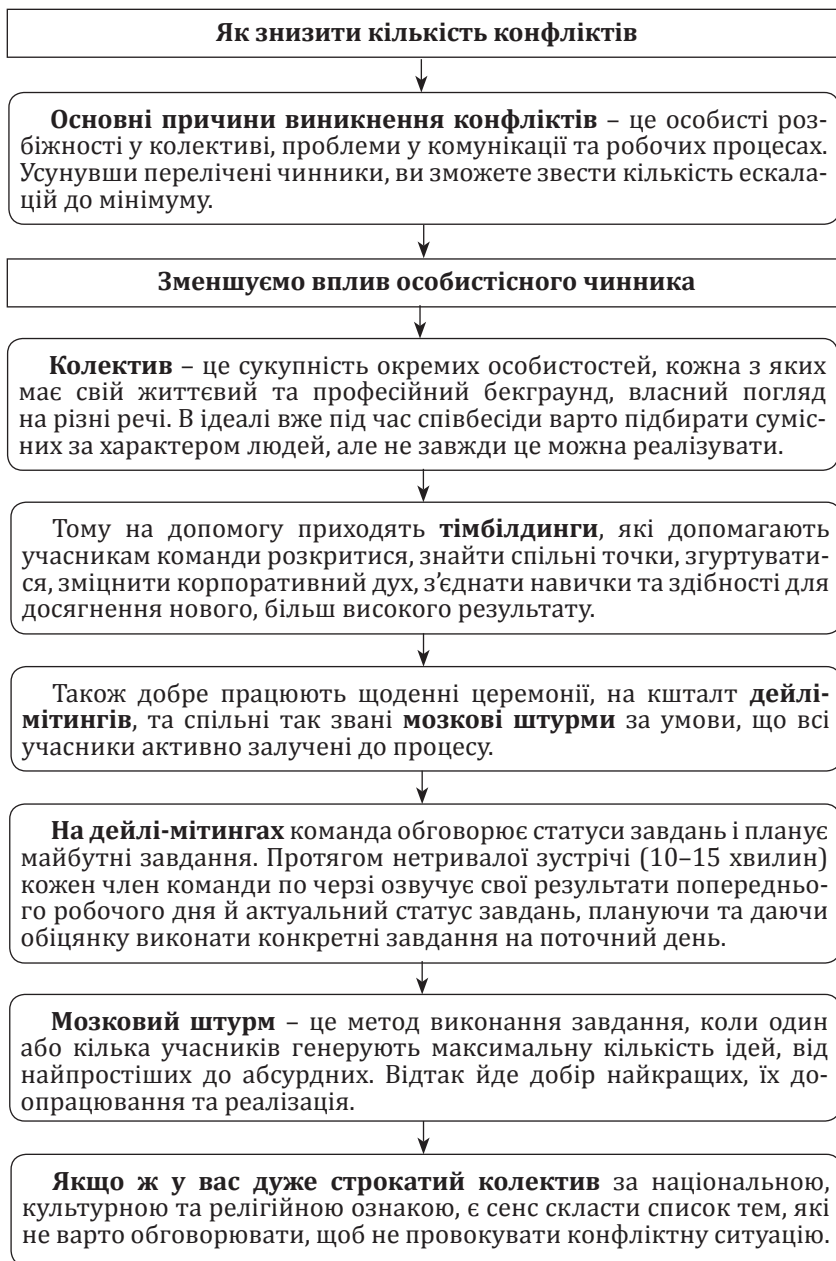 Як знизити кількість конфліктів
Основні причини виникнення конфліктів – це особисті роз-
біжності у колективі, проблеми у комунікації та робочих процесах.
Усунувши перелічені чинники, ви зможете звести кількість ескала-
цій до мінімуму.
Зменшуємо вплив особистісного чинника
Колектив – це сукупність окремих особистостей, кожна з яких
має свій життєвий та професійний бекграунд, власний погляд
на різні речі. В ідеалі вже під час співбесіди варто підбирати суміс-
них за характером людей, але не завжди це можна реалізувати.
Тому на допомогу приходять тімбілдинги, які допомагають
учасникам команди розкритися, знайти спільні точки, згуртувати-
ся, зміцнити корпоративний дух, з’єднати навички та здібності для
досягнення нового, більш високого результату.
Також добре працюють щоденні церемонії, на кшталт дейлі-
мітингів, та спільні так звані мозкові штурми за умови, що всі
учасники активно залучені до процесу.
На дейлі-мітингах команда обговорює статуси завдань і планує
майбутні завдання. Протягом нетривалої зустрічі (10–15 хвилин)
кожен член команди по черзі озвучує свої результати попередньо-
го робочого дня й актуальний статус завдань, плануючи та даючи
обіцянку виконати конкретні завдання на поточний день.
Мозковий штурм – це метод виконання завдання, коли один
або кілька учасників генерують максимальну кількість ідей, від
найпростіших до абсурдних. Відтак йде добір найкращих, їх до-
опрацювання та реалізація.
Якщо ж у вас дуже строкатий колектив за національною,
культурною та релігійною ознакою, є сенс скласти список тем, які
не варто обговорювати, щоб не провокувати конфліктну ситуацію.